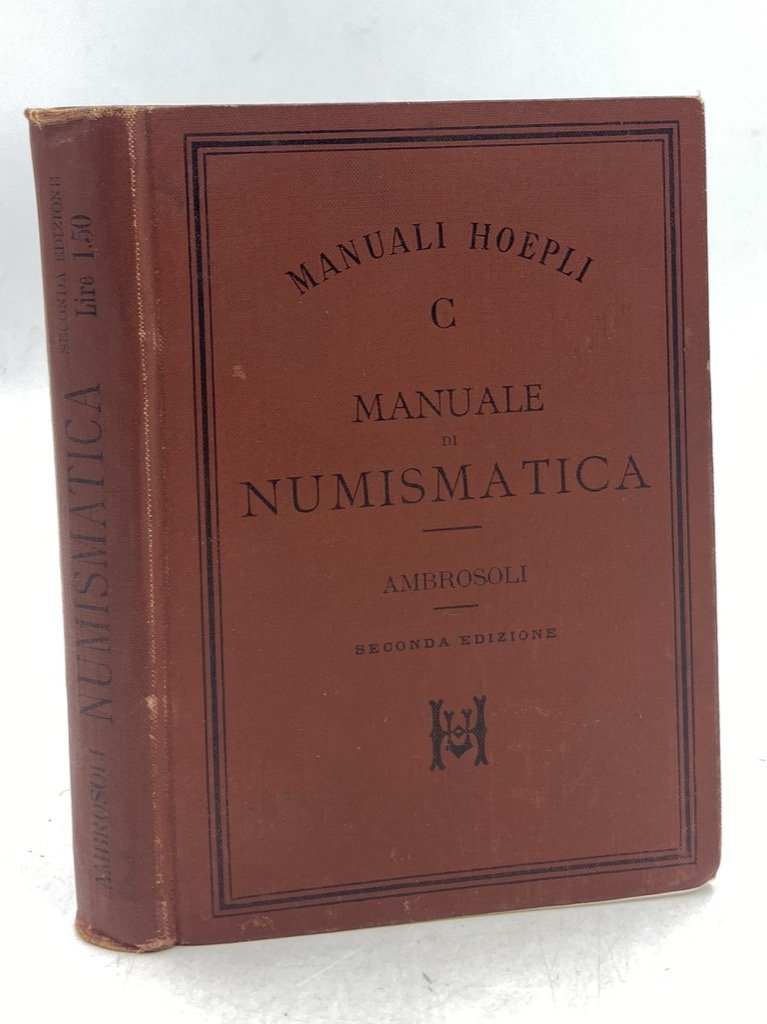 MANUALI HOEPLI
C
MANUALE
DI
NUMISMATICA
AMBROSOLI
SECONDA EDIZIONE
AMBROSOLI NUMISMATICA
SECONDA EDIZIONE
Lire 1,50